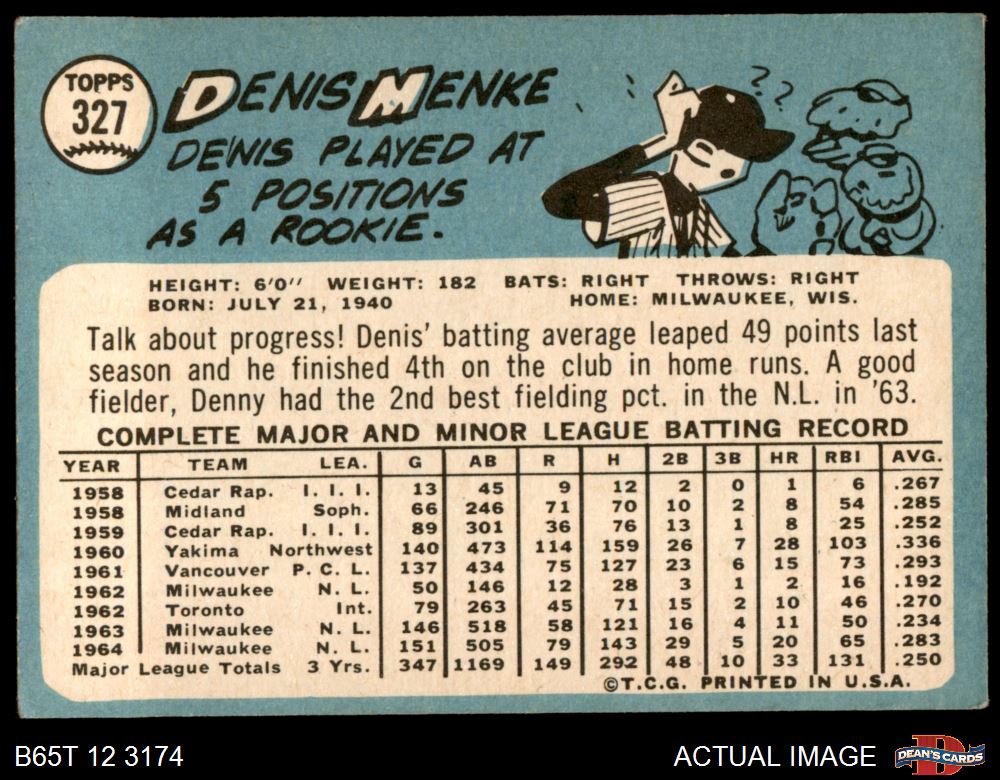 TOPPS
327
DENIS MENKE
DENIS PLAYED AT
5 POSITIONS
AS A ROOKIE.
? ? ?
HEIGHT: 6'0" WEIGHT: 182 BATS: RIGHT THROWS: RIGHT
BORN: JULY 21, 1940 HOME: MILWAUKEE, WIS.
Talk about progress! Denis' batting average leaped 49 points last
season and he finished 4th on the club in home runs. A good
fielder, Denny had the 2nd best fielding pct. in the N.L. in '63.
COMPLETE MAJOR AND MINOR LEAGUE BATTING RECORD
YEAR TEAM LEA. G AB R H 2B 3B HR RBI AVG.
1958 Cedar Rap. I. I. I. 13 45 9 12 2 0 1 6 .267
1958 Midland Soph. 66 246 71 70 10 2 8 54 .285
1959 Cedar Rap. I. I. I. 89 301 36 76 13 1 8 25 .252
1960 Yakima Northwest 140 473 114 159 26 7 28 103 .336
1961 Vancouver P. C. L. 137 434 75 127 23 6 15 73 .293
1962 Milwaukee N. L. 50 146 12 28 3 1 2 16 .192
1962 Toronto Int. 79 263 45 71 15 2 10 46 .270
1963 Milwaukee N. L. 146 518 58 121 16 4 11 50 .234
1964 Milwaukee N. L. 151 505 79 143 29 5 20 65 .283
Major League Totals 3 Yrs. 347 1169 149 292 48 10 33 131 .250
©T.C.G. PRINTED IN U.S.A.
B65T 12 3174
ACTUAL IMAGE
D
DEAN'S CARDS